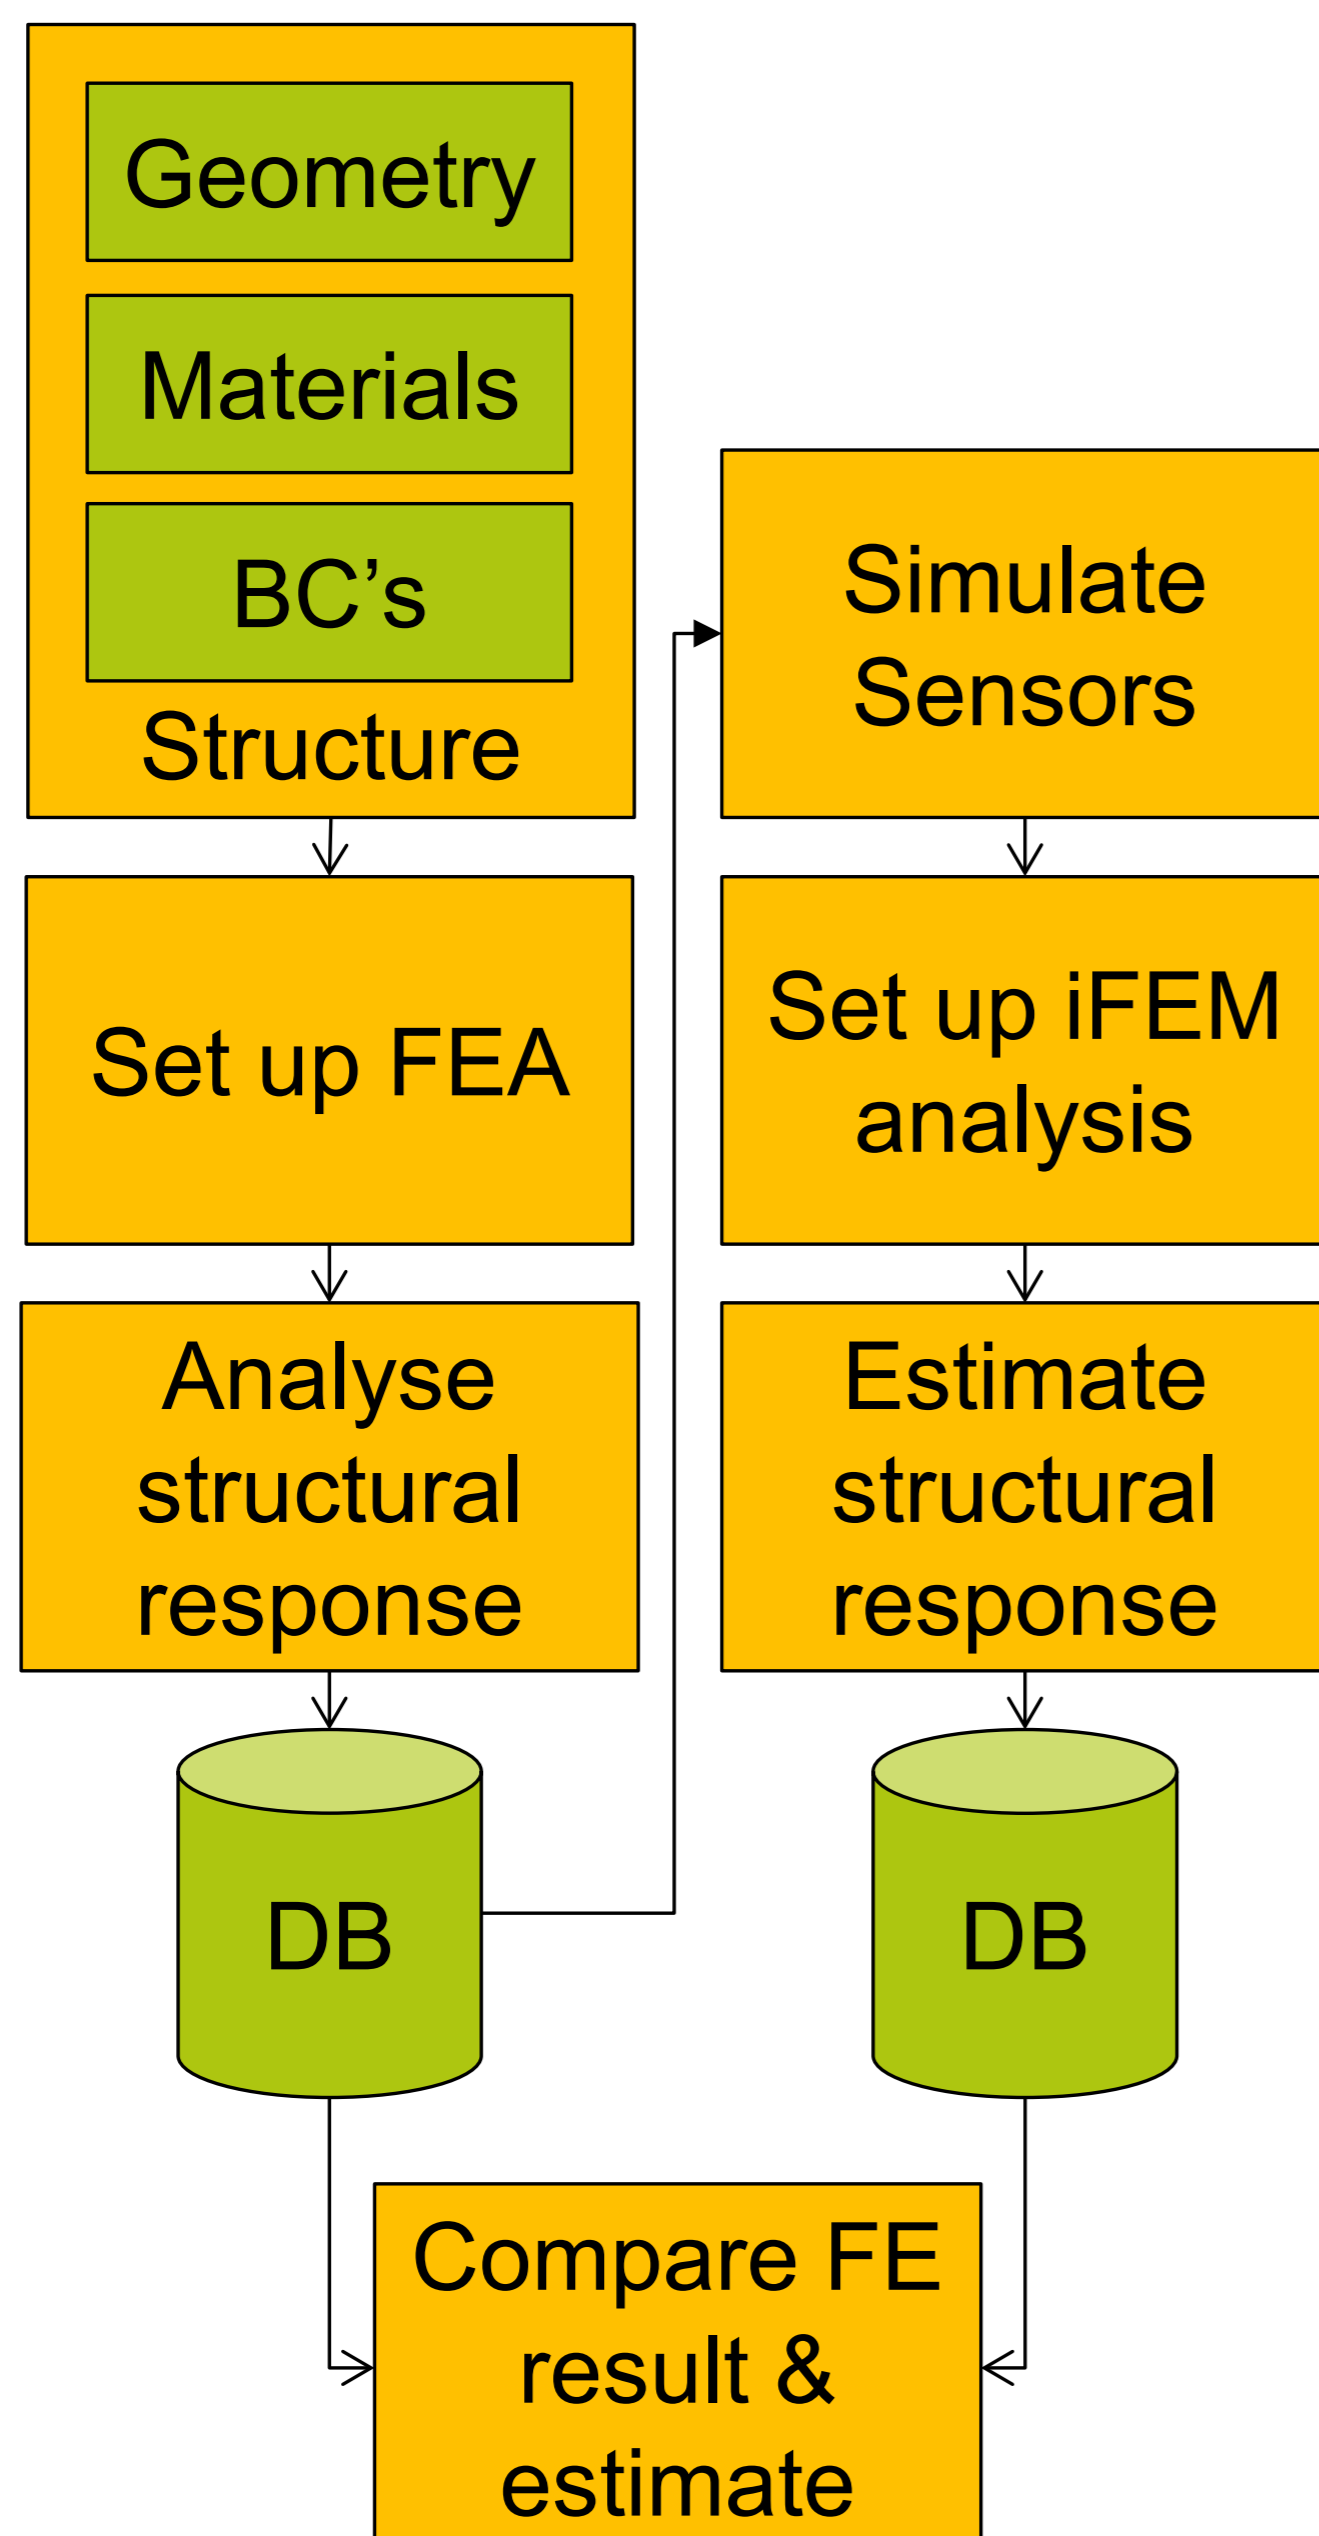 Geometry
Materials
BC’s
Structure
Set up FEA
Analyse
structural
response
DB
Simulate
Sensors
Set up iFEM
analysis
Estimate
structural
response
DB
Compare FE
result &
estimate